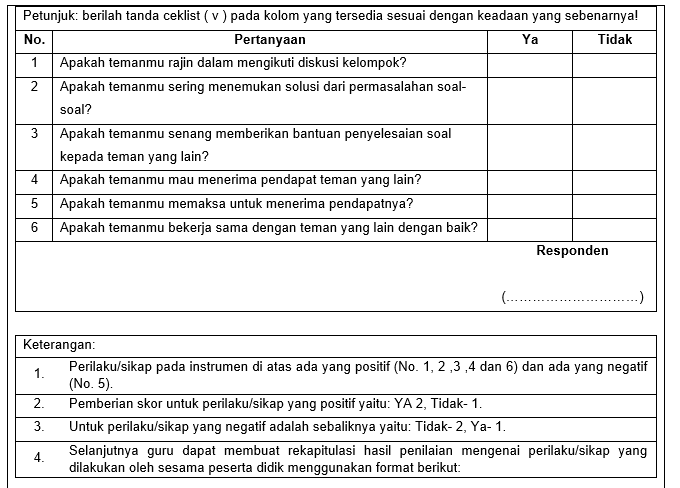 Petunjuk: berilah tanda ceklist ( v ) pada kolom yang tersedia sesuai dengan keadaan yang sebenarnya!
No. Pertanyaan Ya Tidak
1 Apakah temanmu rajin dalam mengikuti diskusi kelompok?
2 Apakah temanmu sering menemukan solusi dari permasalahan soal-
soal?
3 Apakah temanmu senang memberikan bantuan penyelesaian soal
kepada teman yang lain?
4 Apakah temanmu mau menerima pendapat teman yang lain?
5 Apakah temanmu memaksa untuk menerima pendapatnya?
6 Apakah temanmu bekerja sama dengan teman yang lain dengan baik?
Responden
(…………………………)
Keterangan:
1. Perilaku/sikap pada instrumen di atas ada yang positif (No. 1, 2 ,3 ,4 dan 6) dan ada yang negatif
(No. 5).
2. Pemberian skor untuk perilaku/sikap yang positif yaitu: YA 2, Tidak- 1.
3. Untuk perilaku/sikap yang negatif adalah sebaliknya yaitu: Tidak- 2, Ya- 1.
4. Selanjutnya guru dapat membuat rekapitulasi hasil penilaian mengenai perilaku/sikap yang
dilakukan oleh sesama peserta didik menggunakan format berikut: